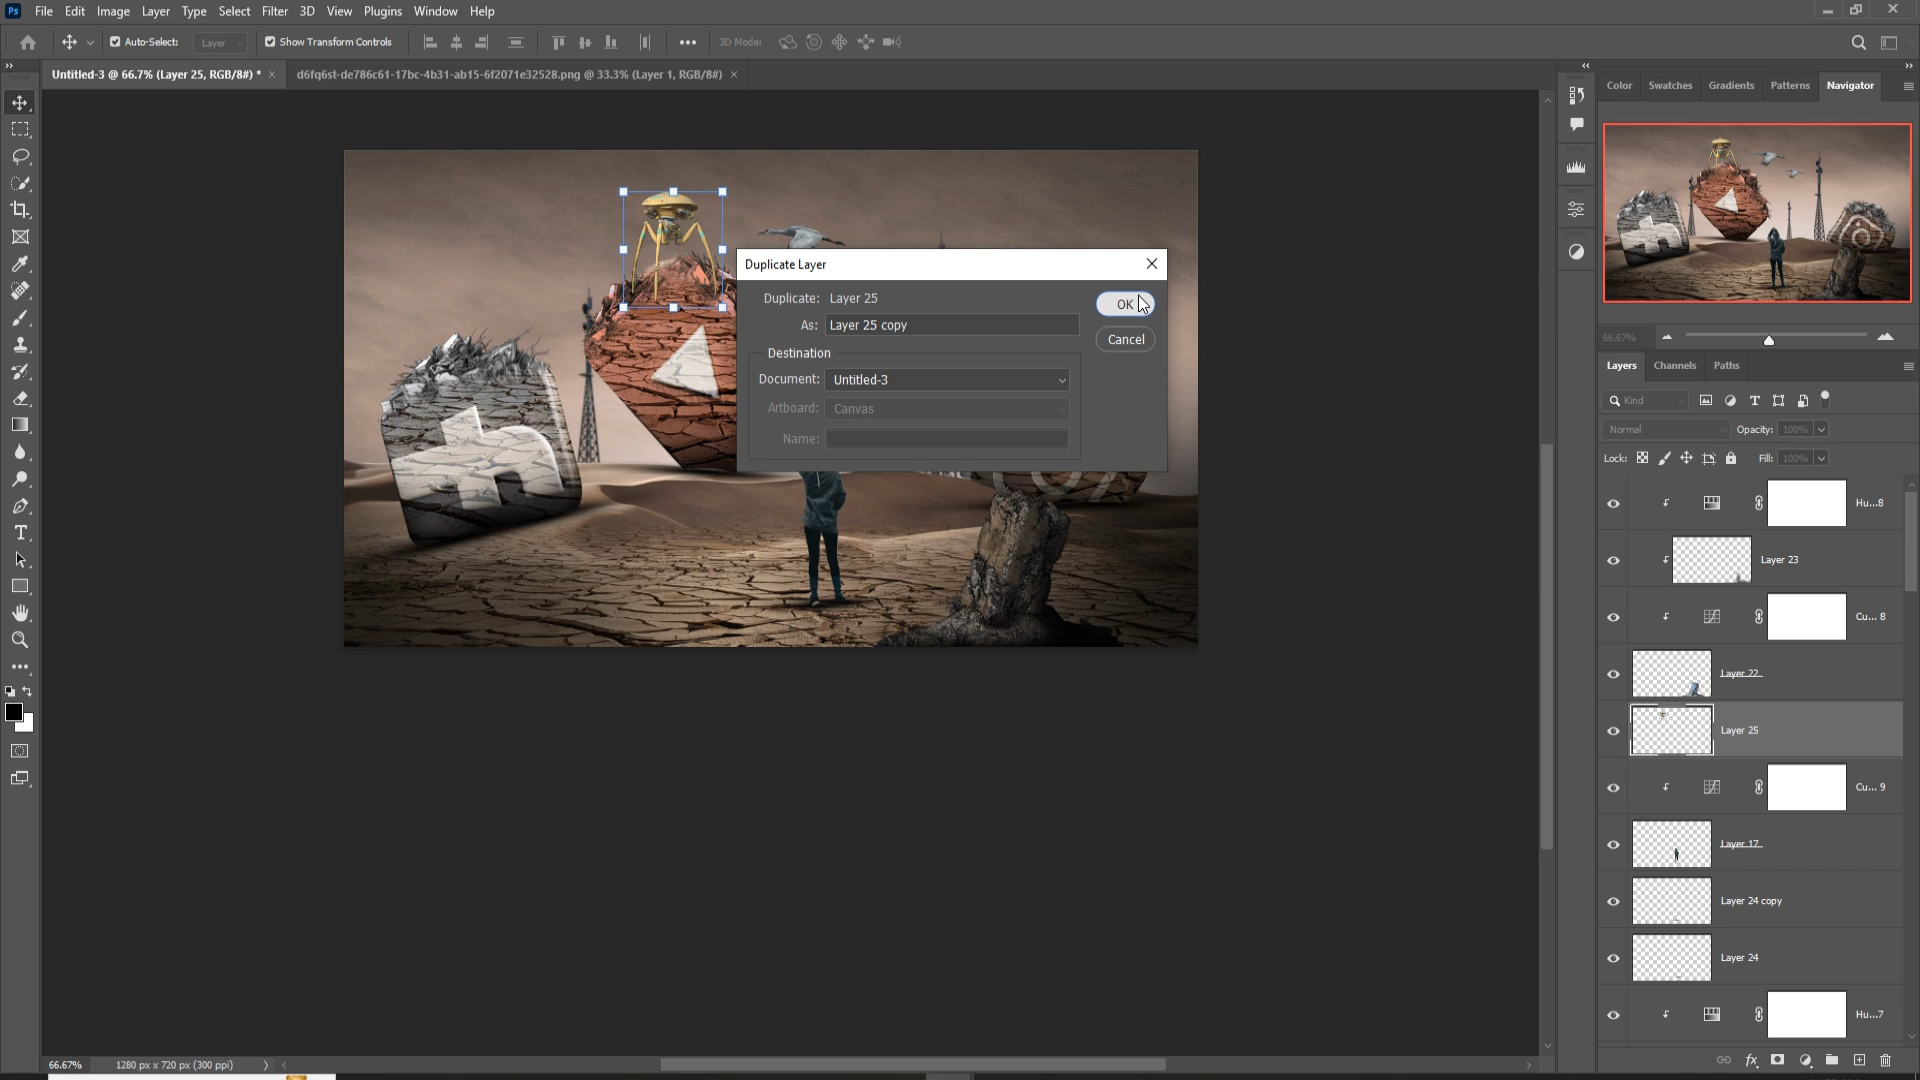 Ps File Edit Image Layer Type Select Filter 3D View Plugins Window Help
Auto-Select: Layer Show Transform Controls 3D Mode:
Untitled-3 @ 66.7% (Layer 25, RGB/8#) * × d6fq6st-de786c61-17bc-4b31-ab15-6f2071e32528.png @ 33.3% (Layer 1, RGB/8#) ×
Color Swatches Gradients Patterns Navigator
Duplicate Layer
Duplicate: Layer 25
OK
As: Layer 25 copy
Cancel
Destination
Document: Untitled-3
Artboard: Canvas
Name:
66.67%
Layers Channels Paths
Kind
Normal Opacity: 100%
Lock: Fill: 100%
Hu...8
Layer 23
Cu... 8
Layer 22
Layer 25
Cu... 9
Layer 17
Layer 24 copy
Layer 24
Hu...7
66.67% 1280 px x 720 px (300 ppi)